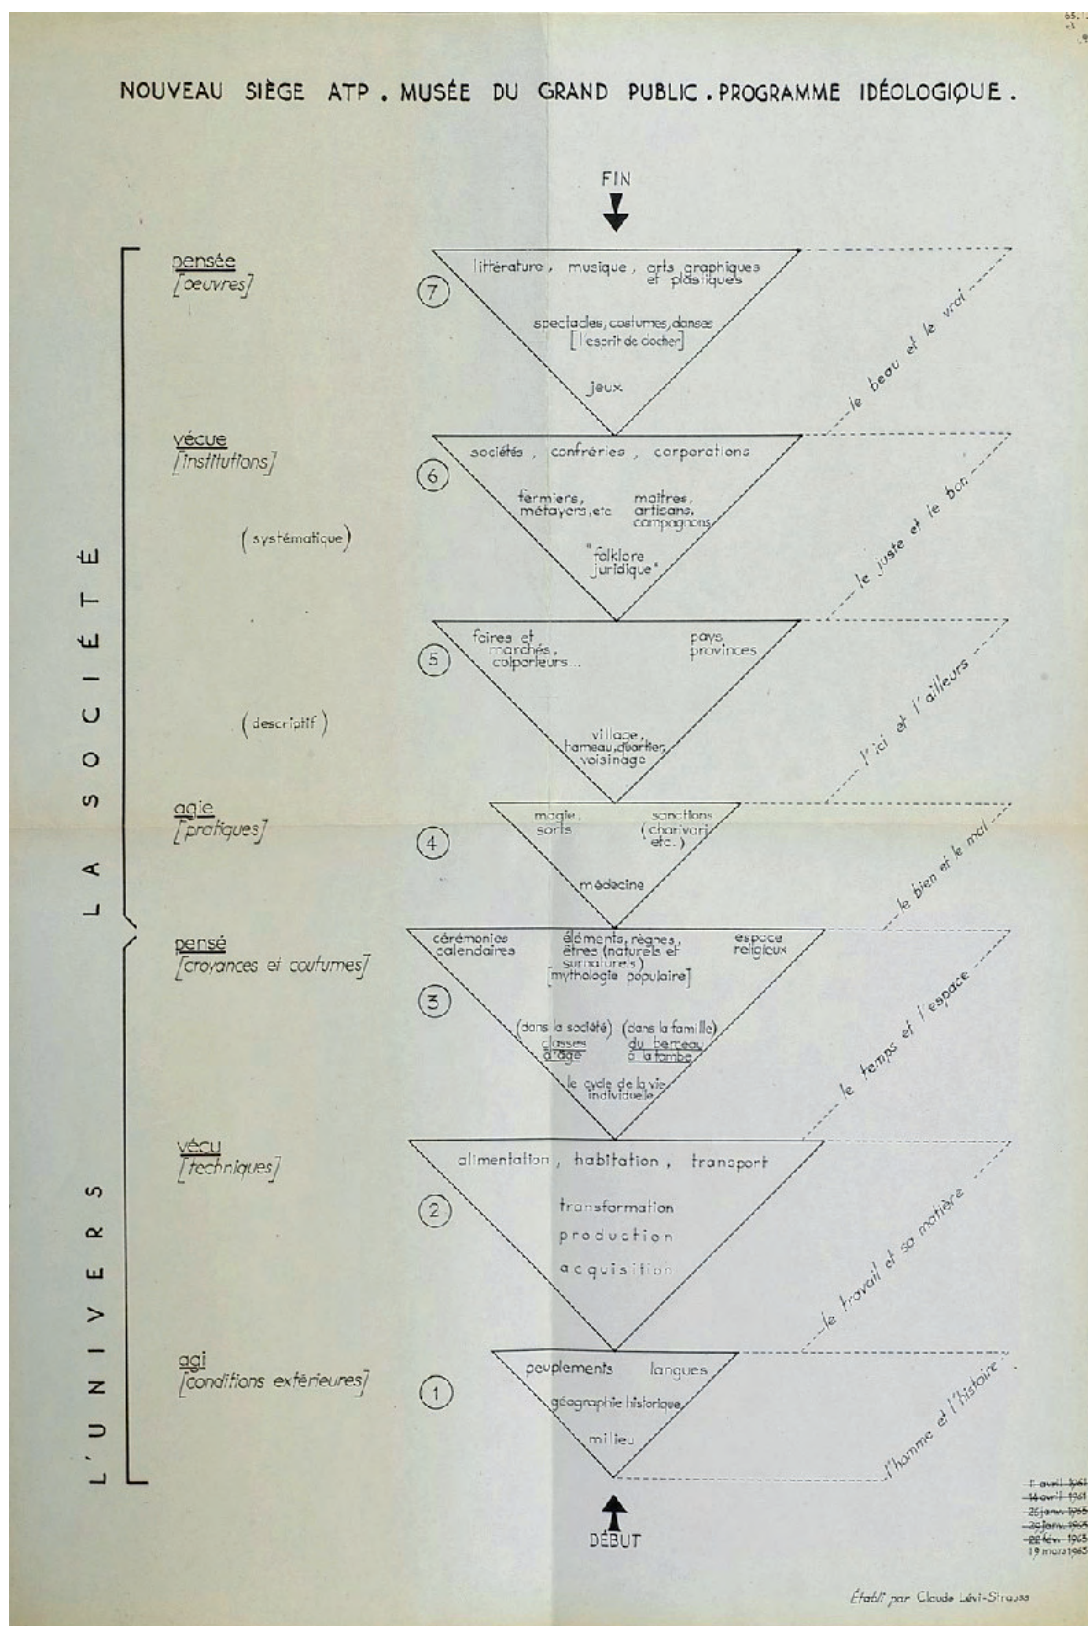 NOUVEAU SIÈGE ATP . MUSÉE DU GRAND PUBLIC . PROGRAMME IDÉOLOGIQUE .
FIN
LA SOCIÉTÉ
pensée
[oeuvres]
7
littérature, musique, arts graphiques
et plastiques
spectacles, costumes, danses
[l'esprit de clocher]
jeux
le beau et le vrai
vécue
[institutions]
6
sociétés, confréries, corporations
fermiers,
métayers, etc
maîtres,
artisans,
compagnons
"folklore
juridique"
le juste et le bon
(systématique)
5
foires et
marchés,
colporteurs...
pays
provinces
village,
hameau, quartier,
voisinage
l'ici et l'ailleurs
(descriptif)
agie
[pratiques]
4
magie,
sorts
sanctions
(charivari,
etc.)
médecine
le bien et le mal
L'UNIVERS
pensé
[croyances et coutumes]
3
cérémonies
calendaires
éléments, règnes,
êtres (naturels et
surnaturels)
[mythologie populaire]
espace
religieux
(dans la société)
classes
d'âge
(dans la famille)
du berceau
à la tombe
le cycle de la vie
individuelle
le temps et l'espace
vécu
[techniques]
2
alimentation, habitation, transport
transformation
production
acquisition
le travail et sa matière
agi
[conditions extérieures]
1
peuplements langues
géographie historique
milieu
l'homme et l'histoire
DÉBUT
14 avril 1961
19 mars 1963
Établi par Claude Lévi-Strauss